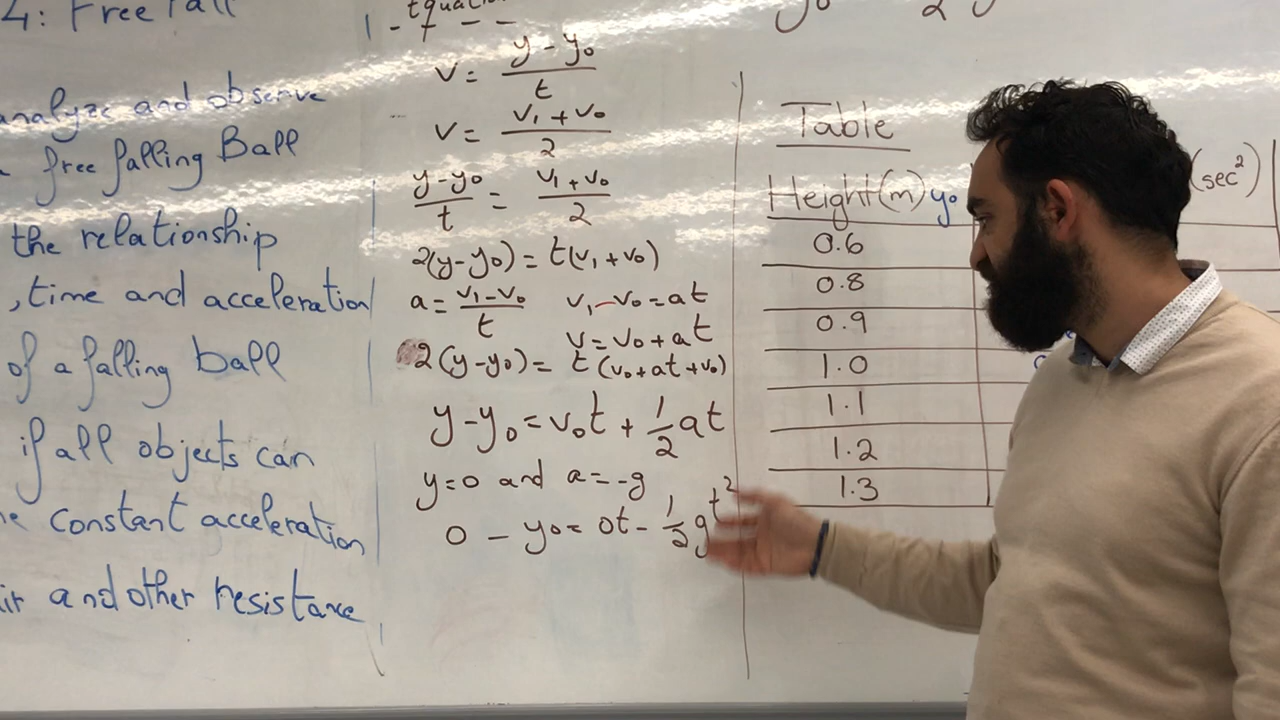 4: Free fall
analyze and observe
free falling Ball
the relationship
, time and acceleration
of a falling ball
if all objects can
constant acceleration
and other resistance
v = y - y₀ / t
v = v₁ + v₀ / 2
y - y₀ / t = v₁ + v₀ / 2
2(y - y₀) = t(v₁ + v₀)
a = v₁ - v₀ / t v₁ - v₀ = at
v = v₀ + at
2(y - y₀) = t(v₀ + at + v₀)
y - y₀ = v₀t + 1/2 at
y = 0 and a = -g
0 - y₀ = 0t - 1/2 gt²
Table
Height(m) y₀ (sec²)
0.6
0.8
0.9
1.0
1.1
1.2
1.3